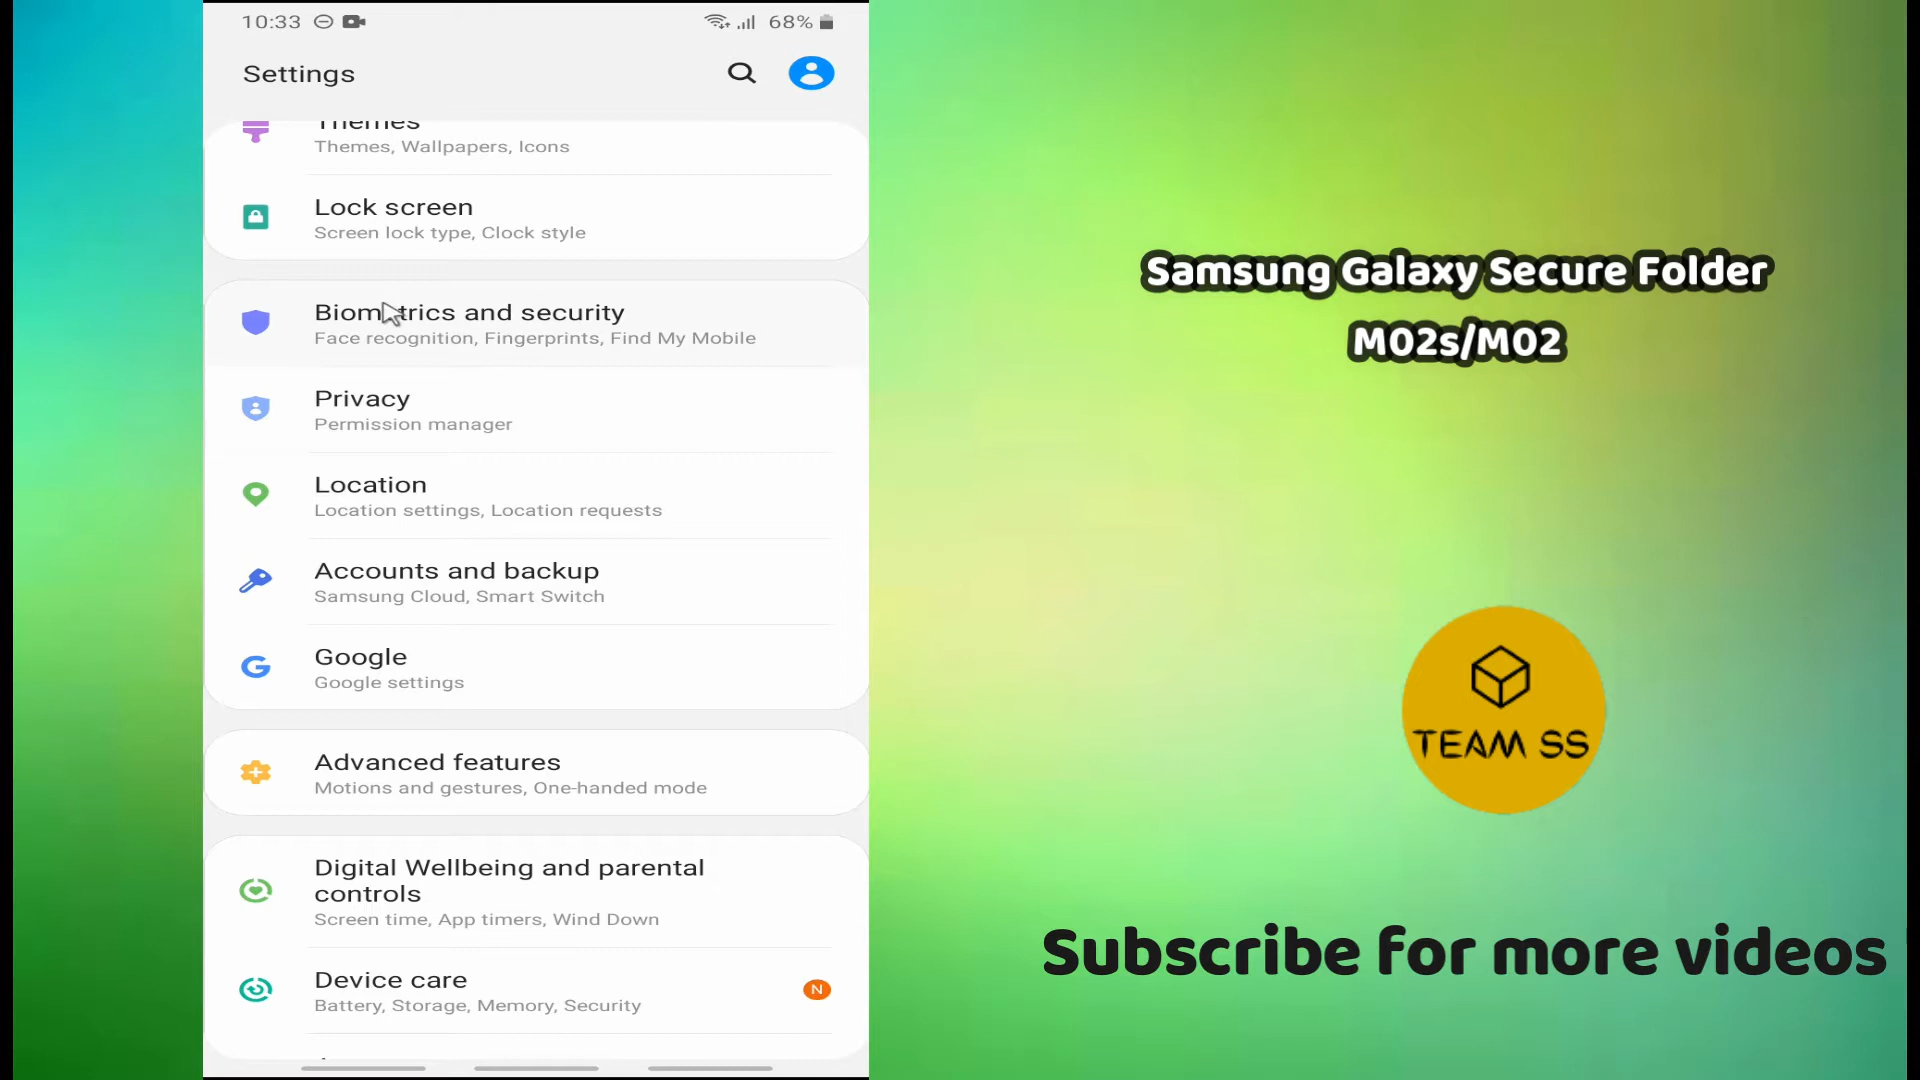 10:33
68%
Settings
Themes
Themes, Wallpapers, Icons
Lock screen
Screen lock type, Clock style
Biometrics and security
Face recognition, Fingerprints, Find My Mobile
Privacy
Permission manager
Location
Location settings, Location requests
Accounts and backup
Samsung Cloud, Smart Switch
Google
Google settings
Advanced features
Motions and gestures, One-handed mode
Digital Wellbeing and parental
controls
Screen time, App timers, Wind Down
Device care
Battery, Storage, Memory, Security
N
Samsung Galaxy Secure Folder
M02s/M02
TEAM SS
Subscribe for more videos